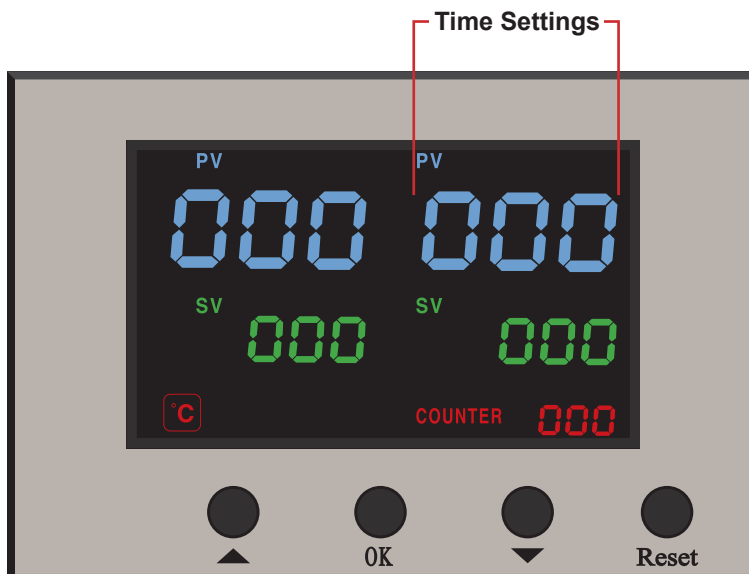 Time Settings
PV PV
000 000
SV SV
000 000
°C COUNTER 000
OK Reset